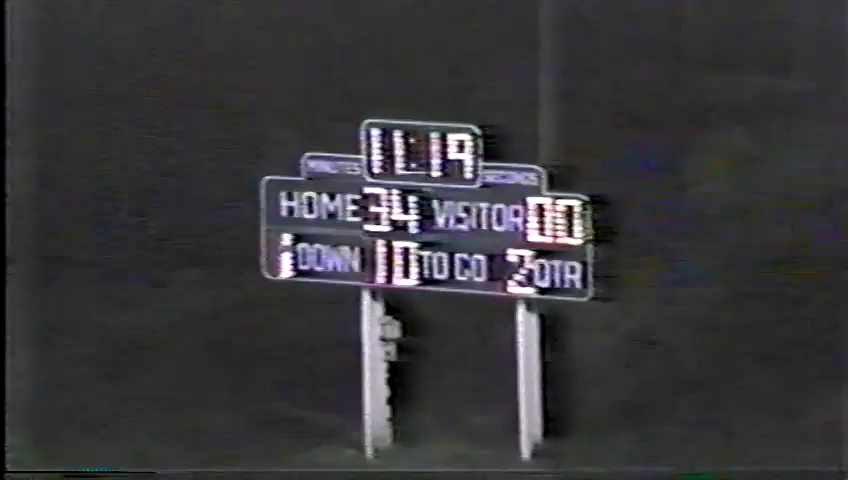 11:19
MINUTES SECONDS
HOME 34 VISITOR 00
1 DOWN 10 TO GO 2 QTR